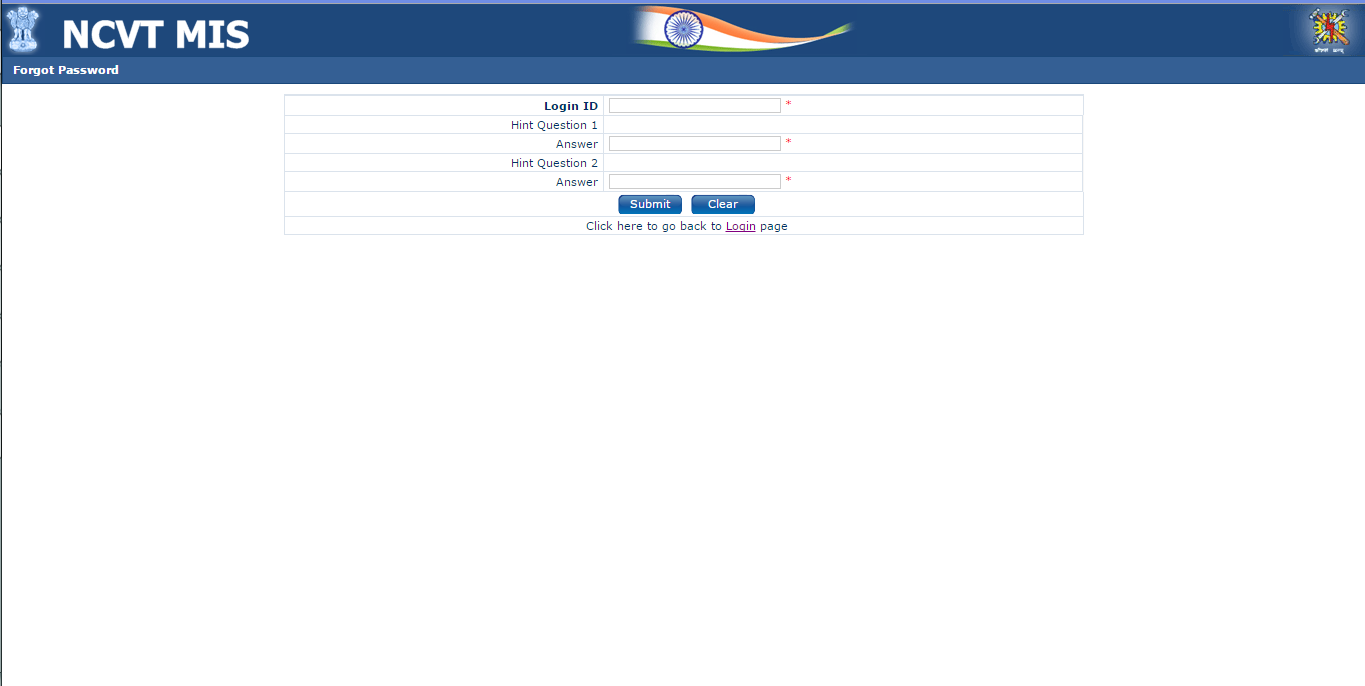 NCVT MIS
Forgot Password
Login ID *
Hint Question 1
Answer *
Hint Question 2
Answer *
Submit Clear
Click here to go back to Login page